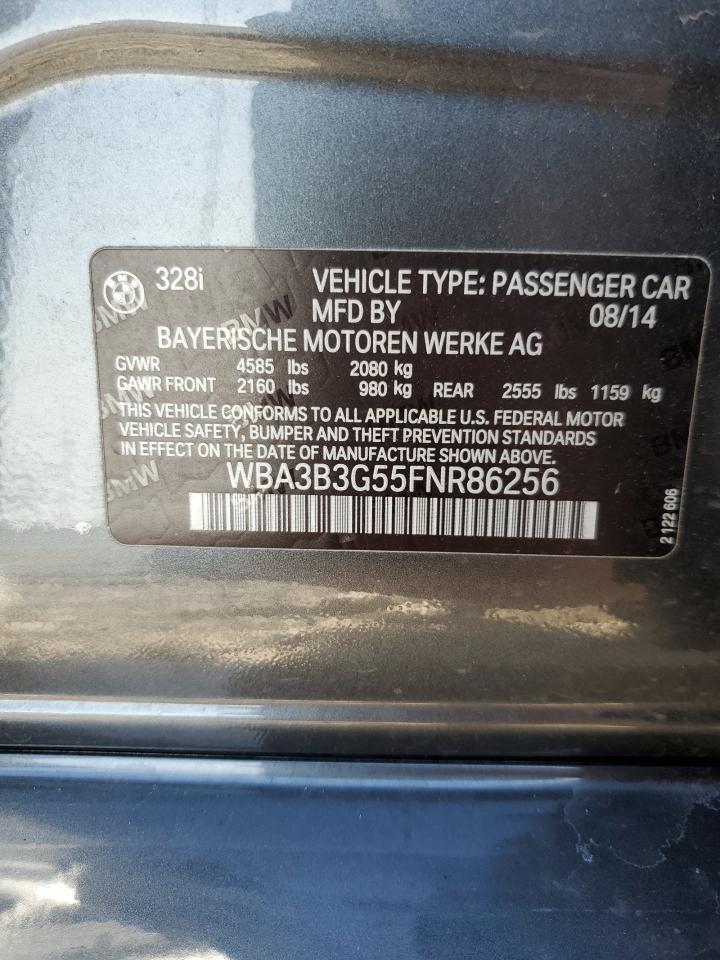 328i VEHICLE TYPE: PASSENGER CAR
MFD BY 08/14
BAYERISCHE MOTOREN WERKE AG
GVWR 4585 lbs 2080 kg
GAWR FRONT 2160 lbs 980 kg REAR 2555 lbs 1159 kg
THIS VEHICLE CONFORMS TO ALL APPLICABLE U.S. FEDERAL MOTOR
VEHICLE SAFETY, BUMPER AND THEFT PREVENTION STANDARDS
IN EFFECT ON THE DATE OF MANUFACTURE SHOWN ABOVE.
WBA3B3G55FNR86256
2 122 606